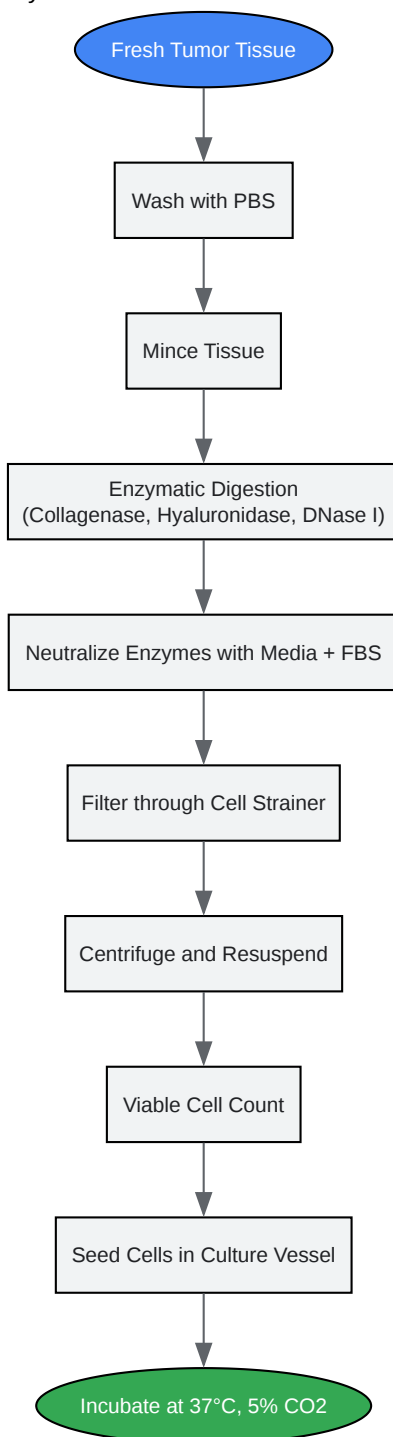 Fresh Tumor Tissue
Wash with PBS
Mince Tissue
Enzymatic Digestion
(Collagenase, Hyaluronidase, DNase I)
Neutralize Enzymes with Media + FBS
Filter through Cell Strainer
Centrifuge and Resuspend
Viable Cell Count
Seed Cells in Culture Vessel
Incubate at 37°C, 5% CO2